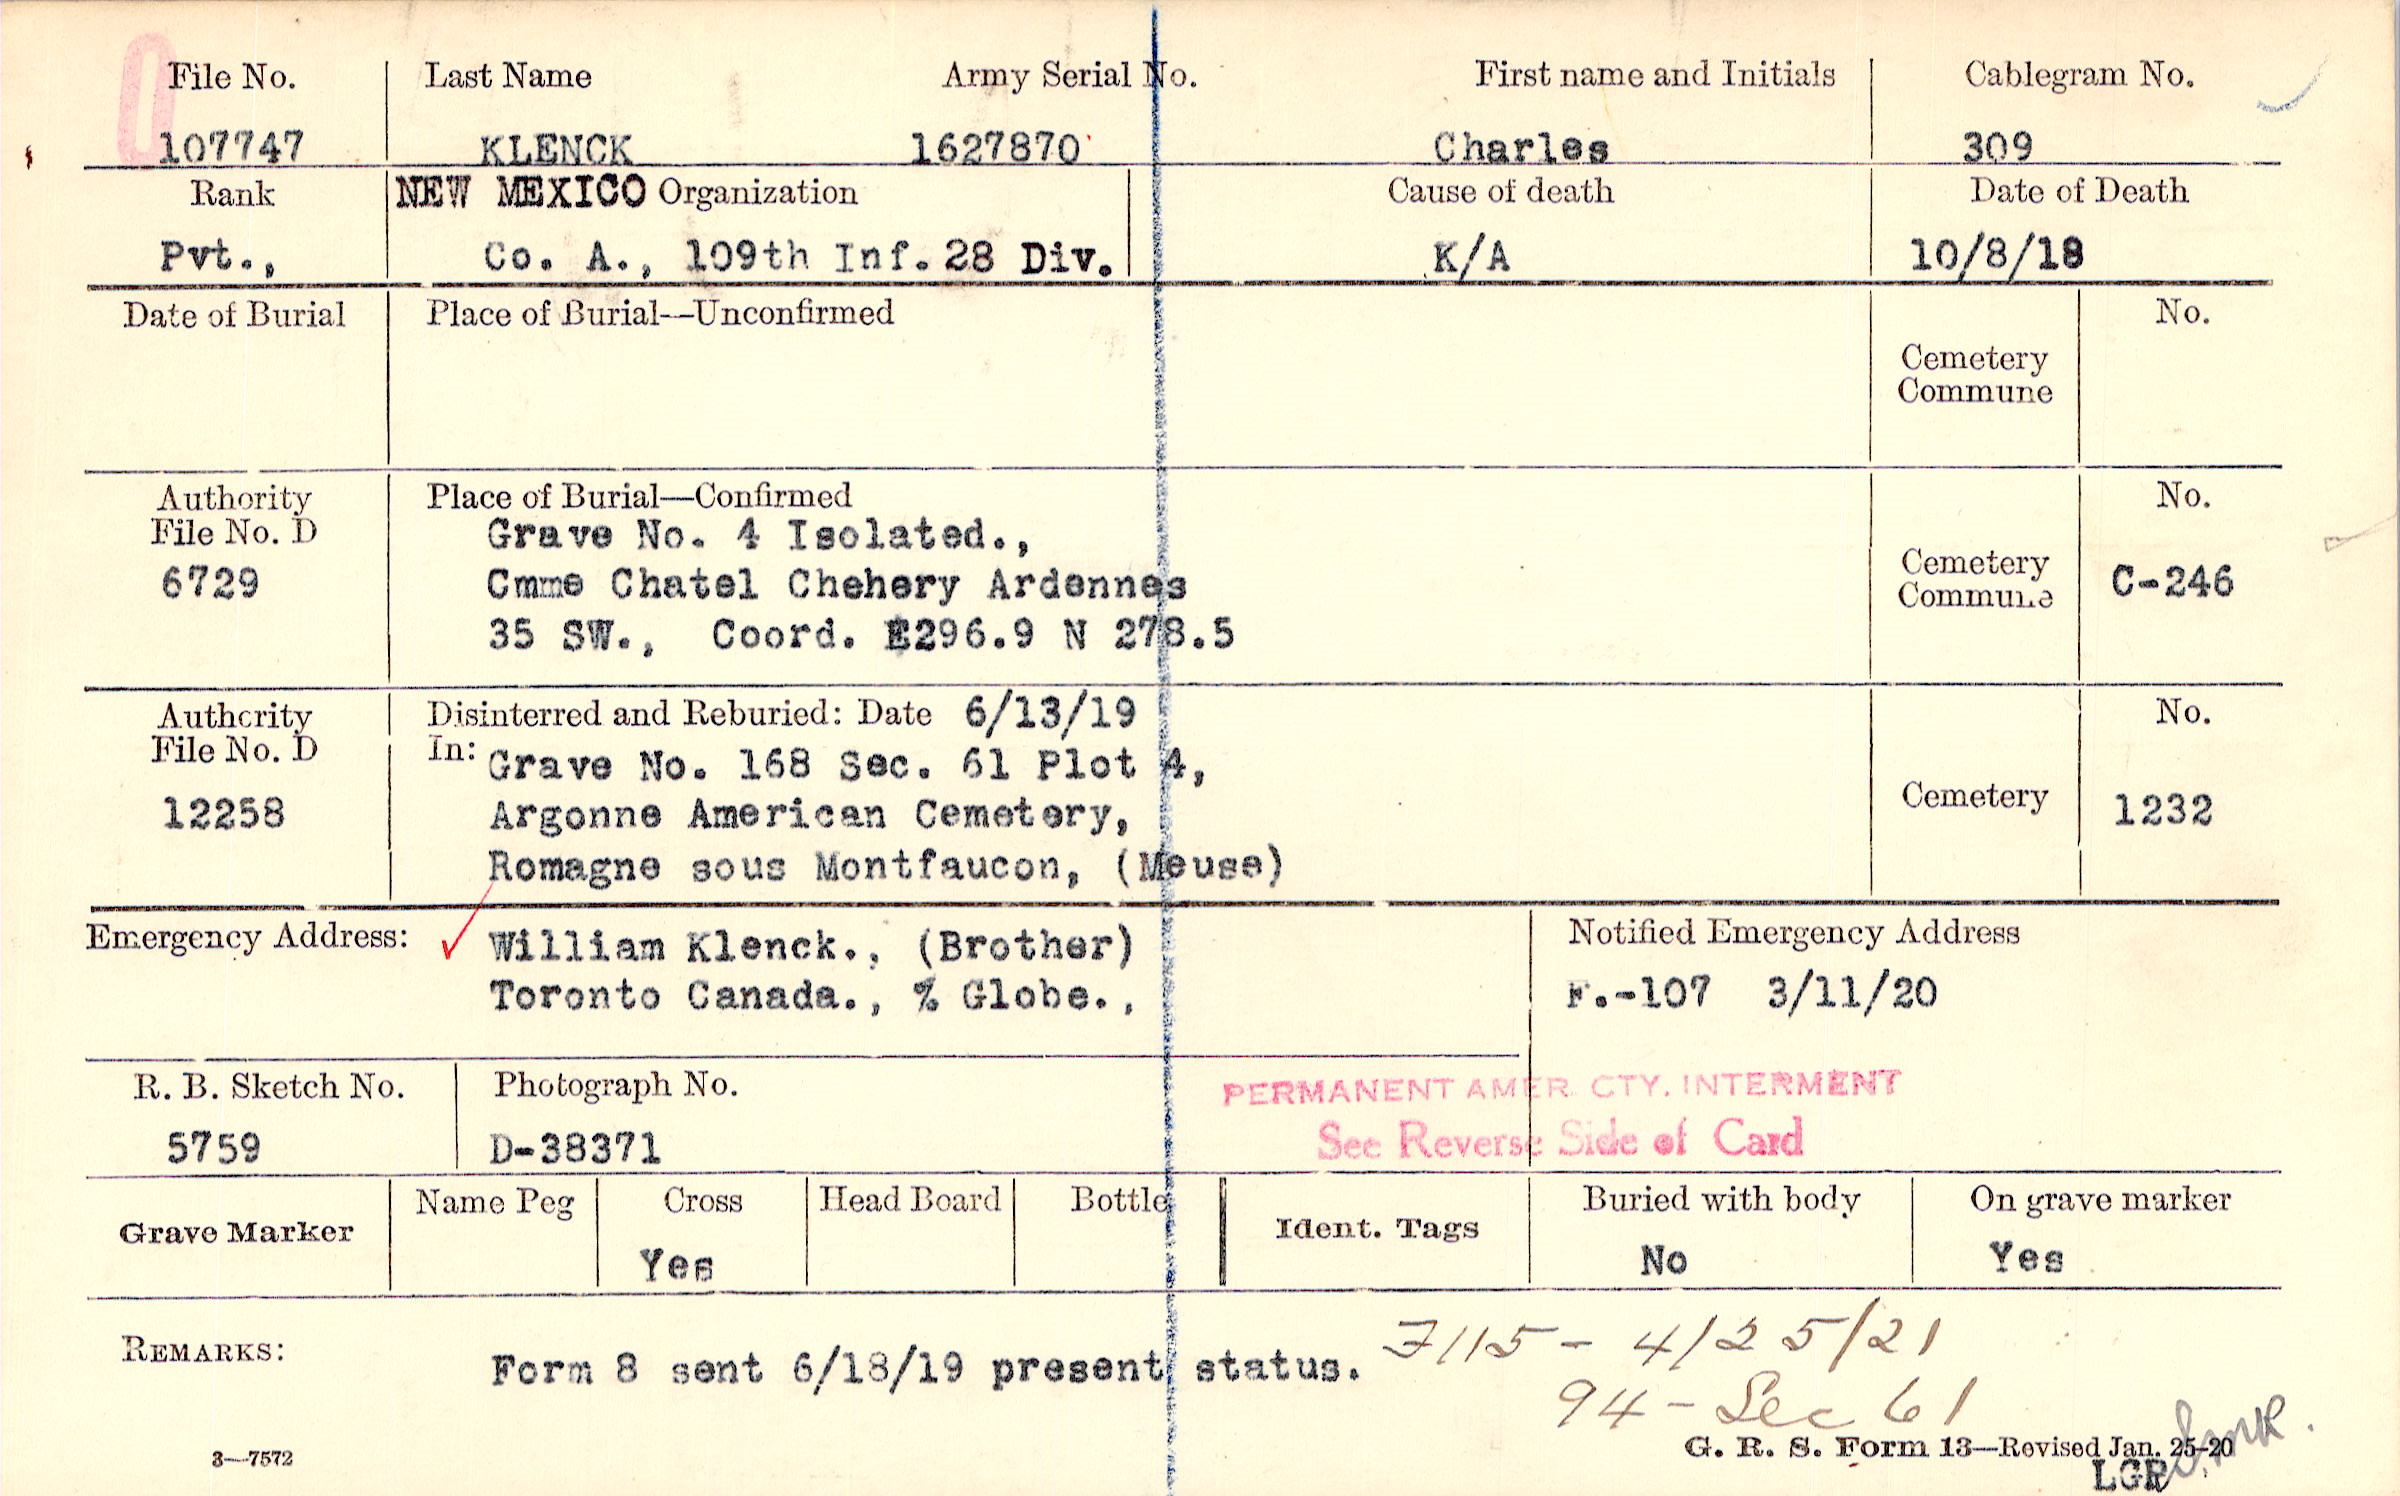 File No. Last Name Army Serial No. First name and Initials Cablegram No.
107747 KLENCK 1627870 Charles 309
Rank NEW MEXICO Organization Cause of death Date of Death
Pvt., Co. A., 109th Inf. 28 Div. K/A 10/8/18
Date of Burial Place of Burial—Unconfirmed No.
Cemetery
Commune
Authority Place of Burial—Confirmed No.
File No. D Grave No. 4 Isolated.,
6729 Cmme Chatel Chehery Ardennes Cemetery Commune C-246
35 SW., Coord. E296.9 N 278.5
Authority Disinterred and Reburied: Date 6/13/19 No.
File No. D In: Grave No. 168 Sec. 61 Plot 4,
12258 Argonne American Cemetery, Cemetery 1232
Romagne sous Montfaucon, (Meuse)
Emergency Address: William Klenck., (Brother) Notified Emergency Address
Toronto Canada., % Globe., F.-107 3/11/20
R. B. Sketch No. Photograph No. PERMANENT AMER. CTY. INTERMENT
5759 D-38371 See Reverse Side of Card
Grave Marker Name Peg Cross Head Board Bottle Ident. Tags Buried with body On grave marker
Yes No Yes
REMARKS: Form 8 sent 6/18/19 present status. 7115 - 4/25/21
94 - Sec 61
3—7572 G. R. S. Form 13—Revised Jan. 25-20
LGR